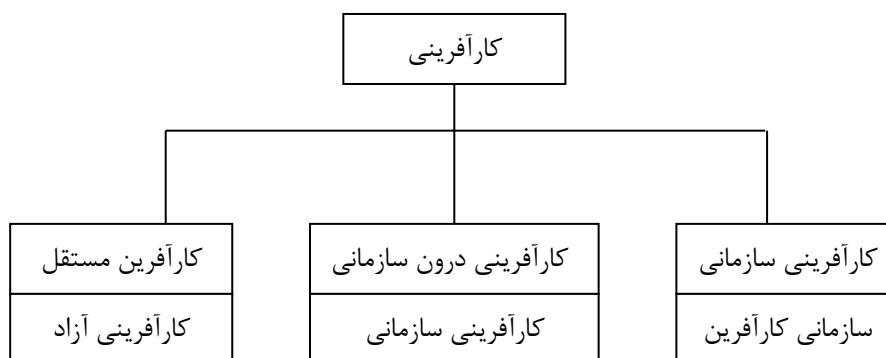 کارآفرینی
کارآفرینی سازمانی
سازمانی کارآفرین
کارآفرینی درون سازمانی
کارآفرینی سازمانی
کارآفرین مستقل
کارآفرینی آزاد